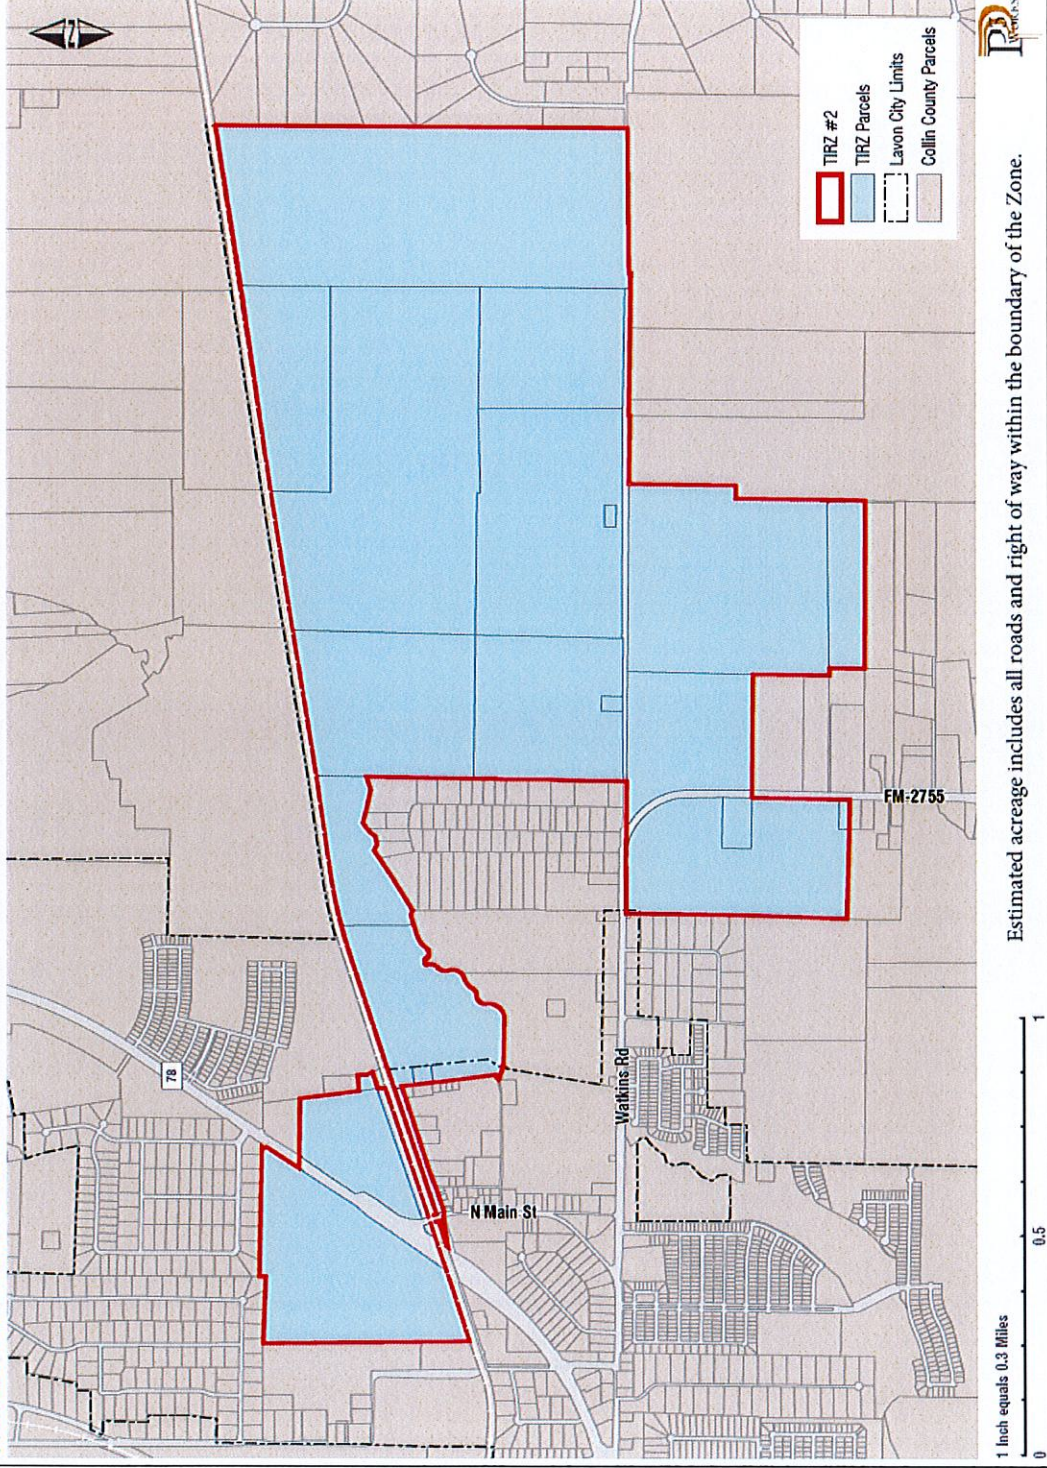 N
TIRZ #2
TIRZ Parcels
Lavon City Limits
Collin County Parcels
78
N Main St
Watkins Rd
FM-2755
1 Inch equals 0.3 Miles
0 0.5 1
Estimated acreage includes all roads and right of way within the boundary of the Zone.
P3
WORKS